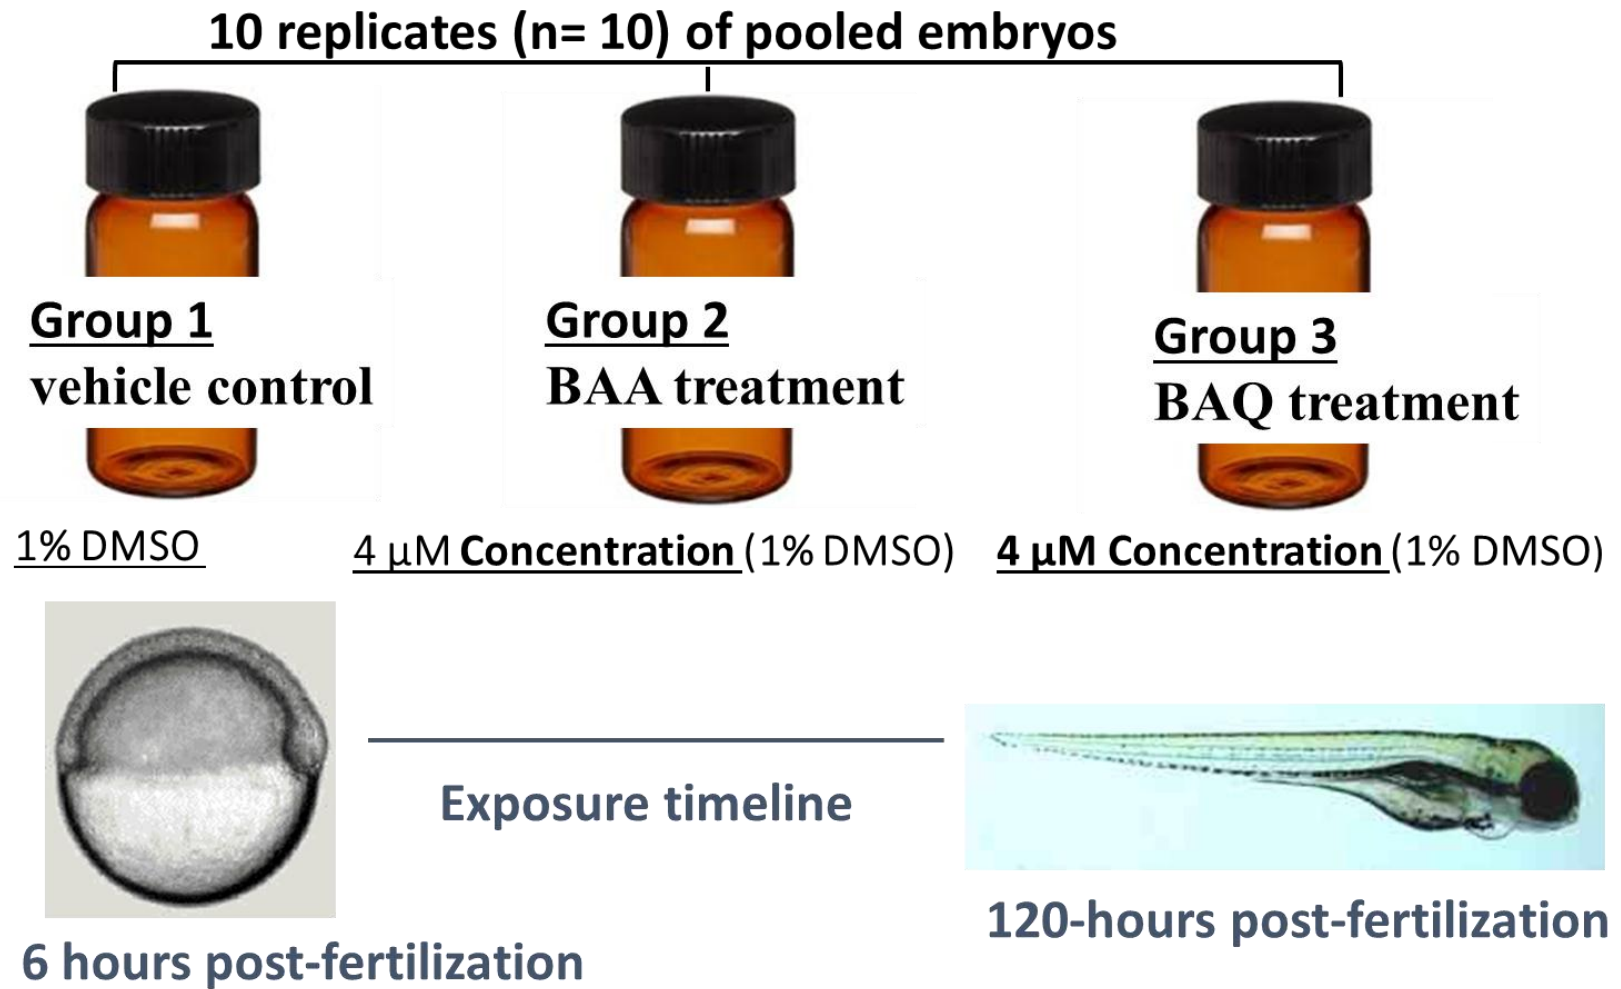 10 replicates (n= 10) of pooled embryos
Group 1
vehicle control
Group 2
BAA treatment
Group 3
BAQ treatment
1% DMSO
4 µM Concentration (1% DMSO)
4 µM Concentration (1% DMSO)
Exposure timeline
6 hours post-fertilization
120-hours post-fertilization